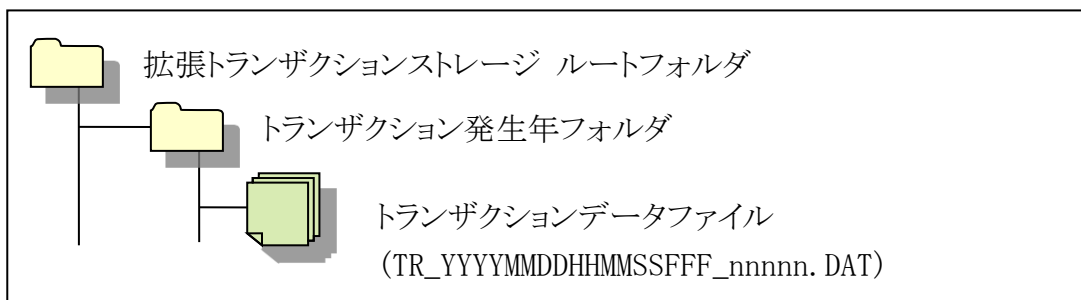 拡張トランザクションストレージ ルートフォルダ
トランザクション発生年フォルダ
トランザクションデータファイル
(TR_YYYYMMDDHHMMSSFFF_nnnnn.DAT)